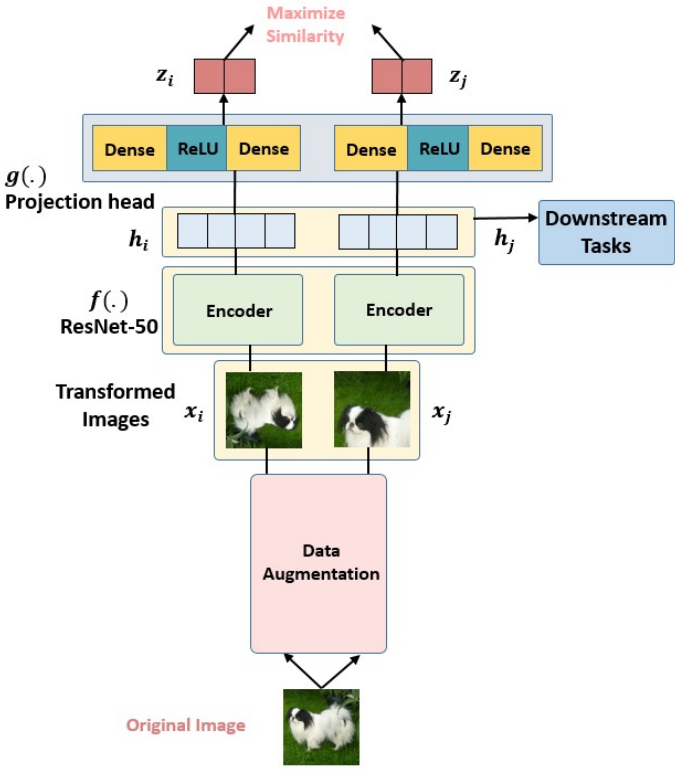 Maximize
Similarity
z_i
z_j
Dense ReLU Dense
Dense ReLU Dense
g(.)
Projection head
h_i
h_j
Downstream
Tasks
f(.)
ResNet-50
Encoder
Encoder
Transformed
Images
x_i
x_j
Data
Augmentation
Original Image